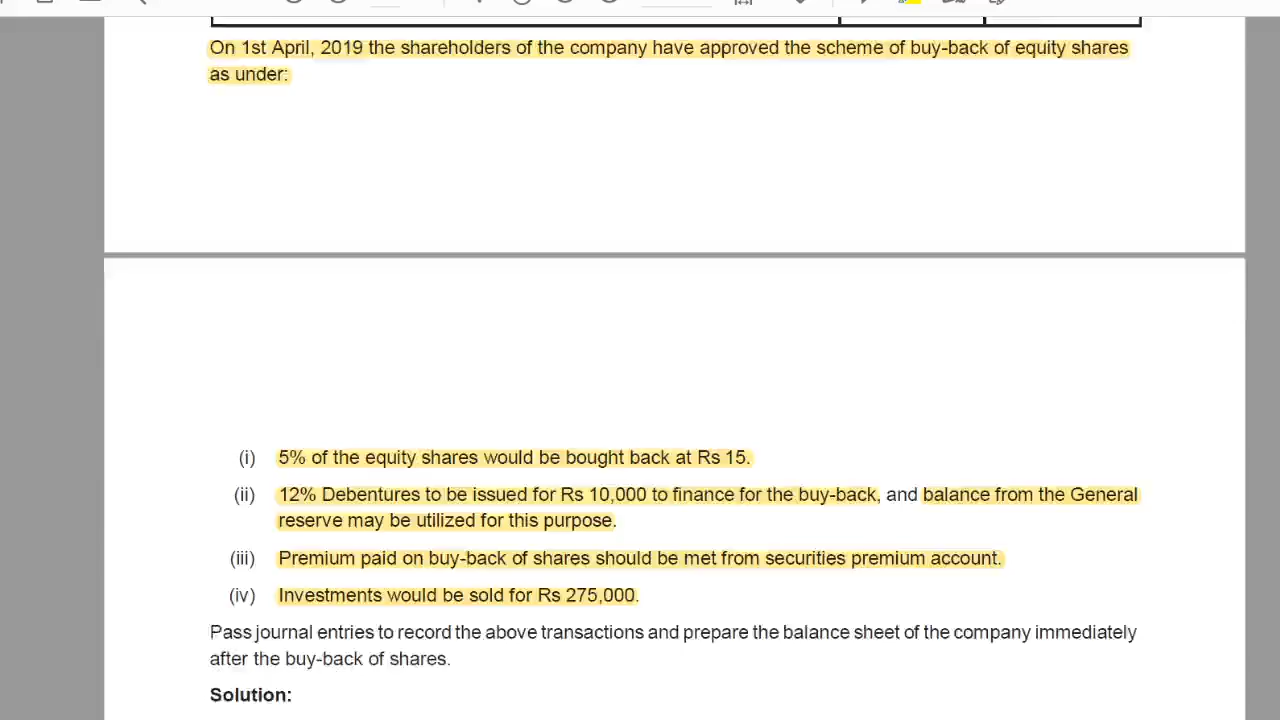 On 1st April, 2019 the shareholders of the company have approved the scheme of buy-back of equity shares
as under:
(i) 5% of the equity shares would be bought back at Rs 15.
(ii) 12% Debentures to be issued for Rs 10,000 to finance for the buy-back, and balance from the General
reserve may be utilized for this purpose.
(iii) Premium paid on buy-back of shares should be met from securities premium account.
(iv) Investments would be sold for Rs 275,000.
Pass journal entries to record the above transactions and prepare the balance sheet of the company immediately
after the buy-back of shares.
Solution: